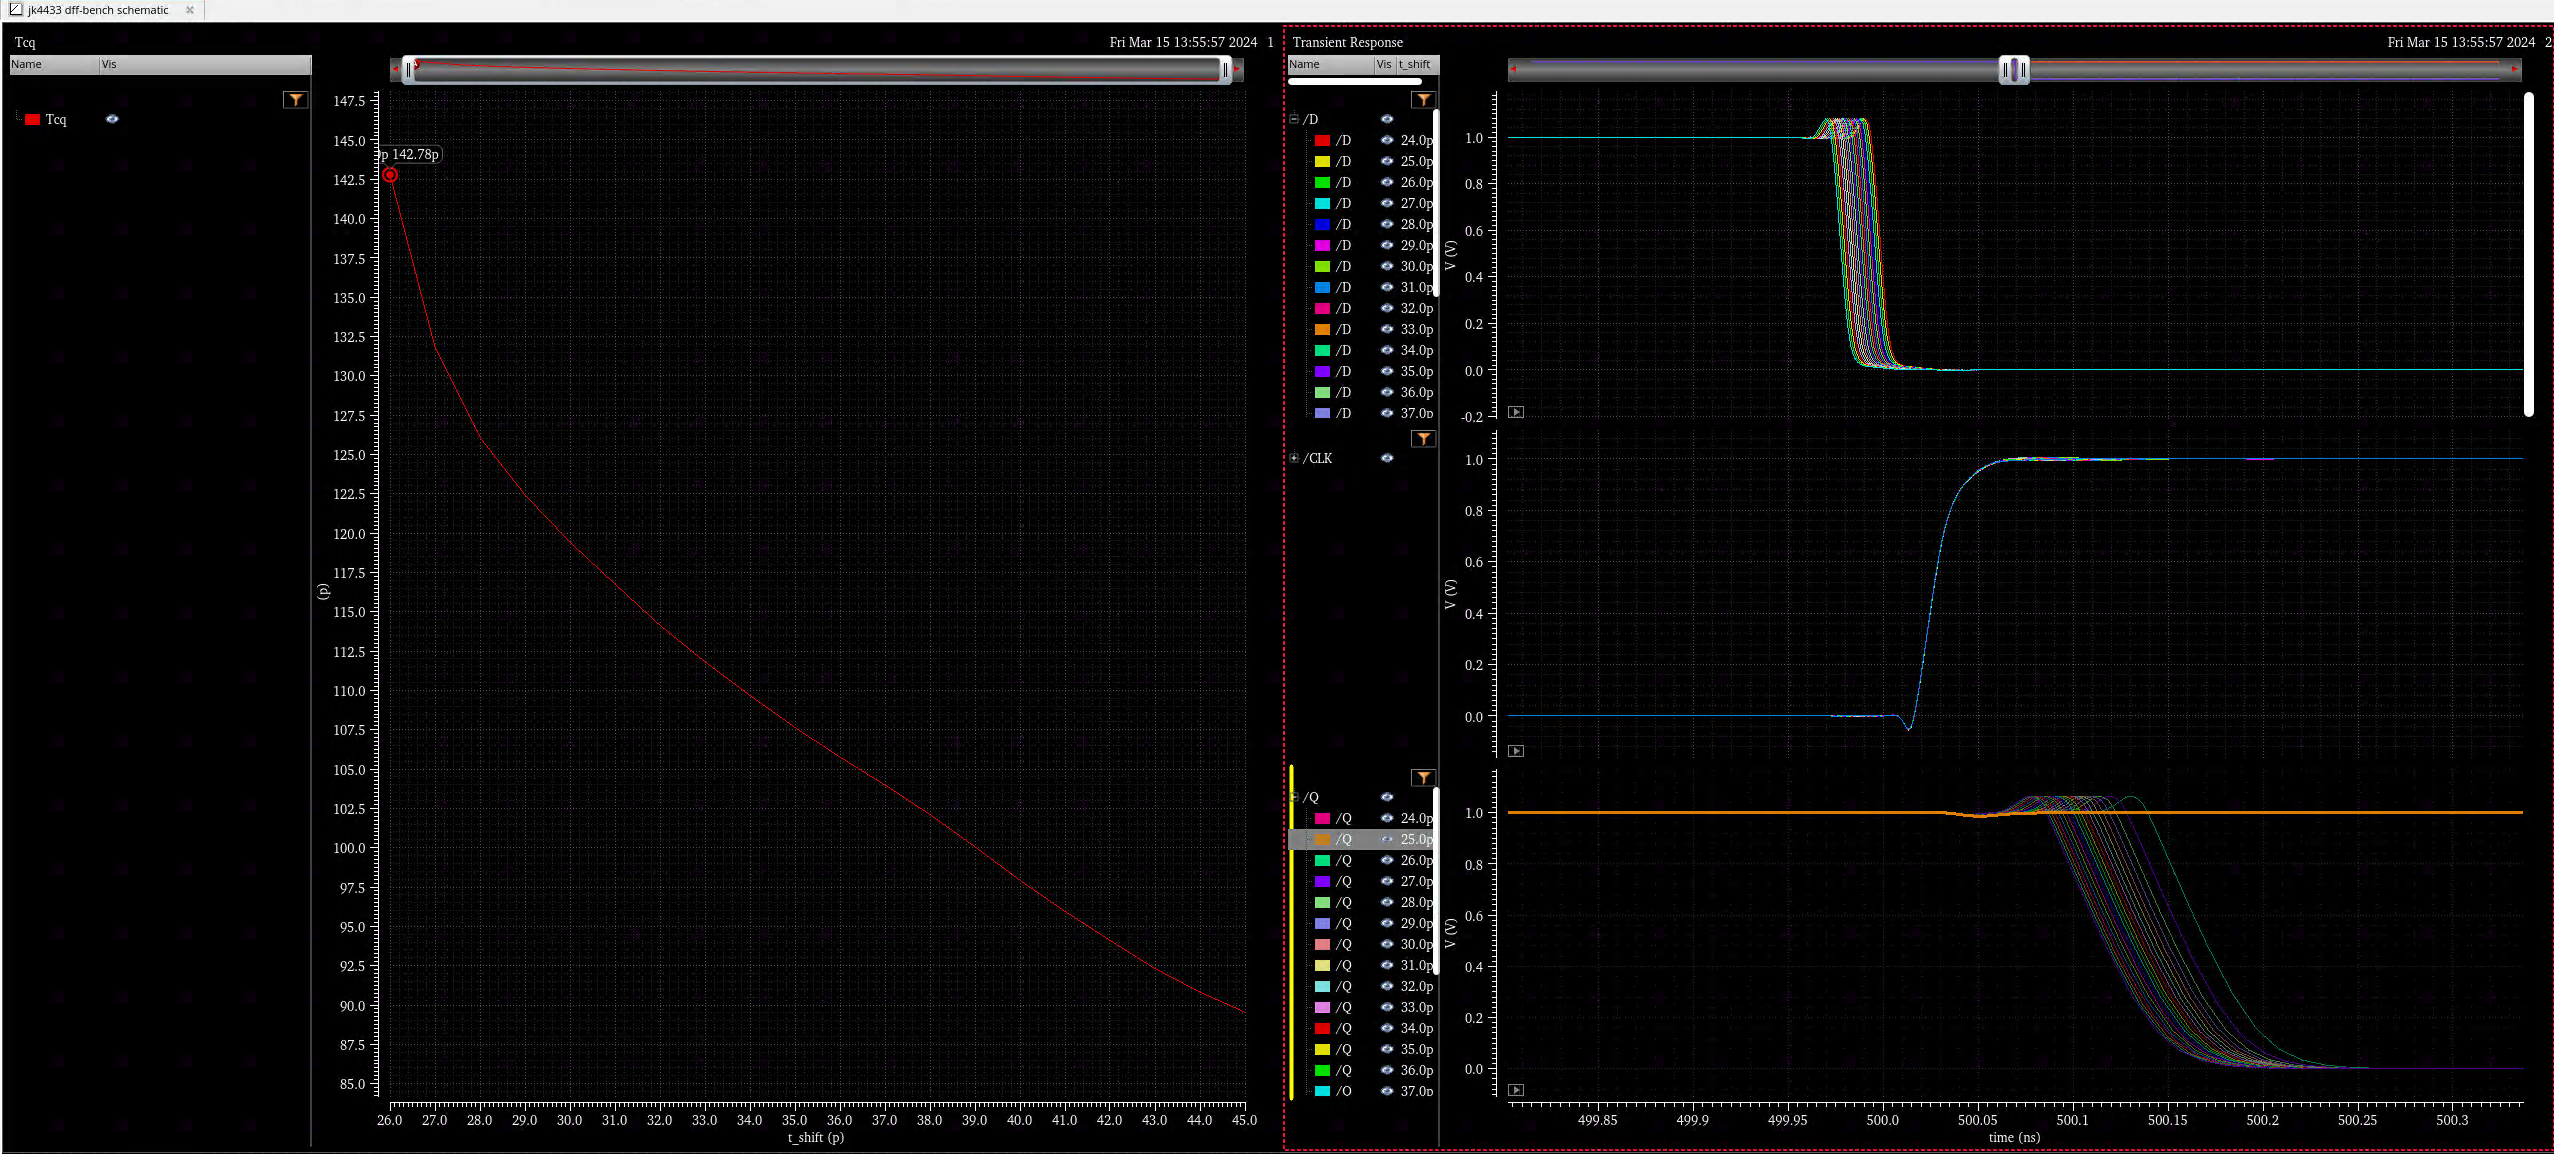 jk4433 dff-bench schematic
Tcq
Fri Mar 15 13:55:57 2024 1
Name Vis
Tcq
p 142.78p
147.5
145.0
142.5
140.0
137.5
135.0
132.5
130.0
127.5
125.0
122.5
120.0
117.5
115.0
112.5
110.0
107.5
105.0
102.5
100.0
97.5
95.0
92.5
90.0
87.5
85.0
(p)
26.0 27.0 28.0 29.0 30.0 31.0 32.0 33.0 34.0 35.0 36.0 37.0 38.0 39.0 40.0 41.0 42.0 43.0 44.0 45.0
t_shift (p)
Transient Response
Fri Mar 15 13:55:57 2024 2
Name Vis t_shift
/D
/D 24.0p
/D 25.0p
/D 26.0p
/D 27.0p
/D 28.0p
/D 29.0p
/D 30.0p
/D 31.0p
/D 32.0p
/D 33.0p
/D 34.0p
/D 35.0p
/D 36.0p
/D 37.0p
1.0
0.8
0.6
0.4
0.2
0.0
-0.2
V (V)
/CLK
1.0
0.8
0.6
0.4
0.2
0.0
V (V)
/Q
/Q 24.0p
/Q 25.0p
/Q 26.0p
/Q 27.0p
/Q 28.0p
/Q 29.0p
/Q 30.0p
/Q 31.0p
/Q 32.0p
/Q 33.0p
/Q 34.0p
/Q 35.0p
/Q 36.0p
/Q 37.0p
1.0
0.8
0.6
0.4
0.2
0.0
V (V)
499.85 499.9 499.95 500.0 500.05 500.1 500.15 500.2 500.25 500.3
time (ns)